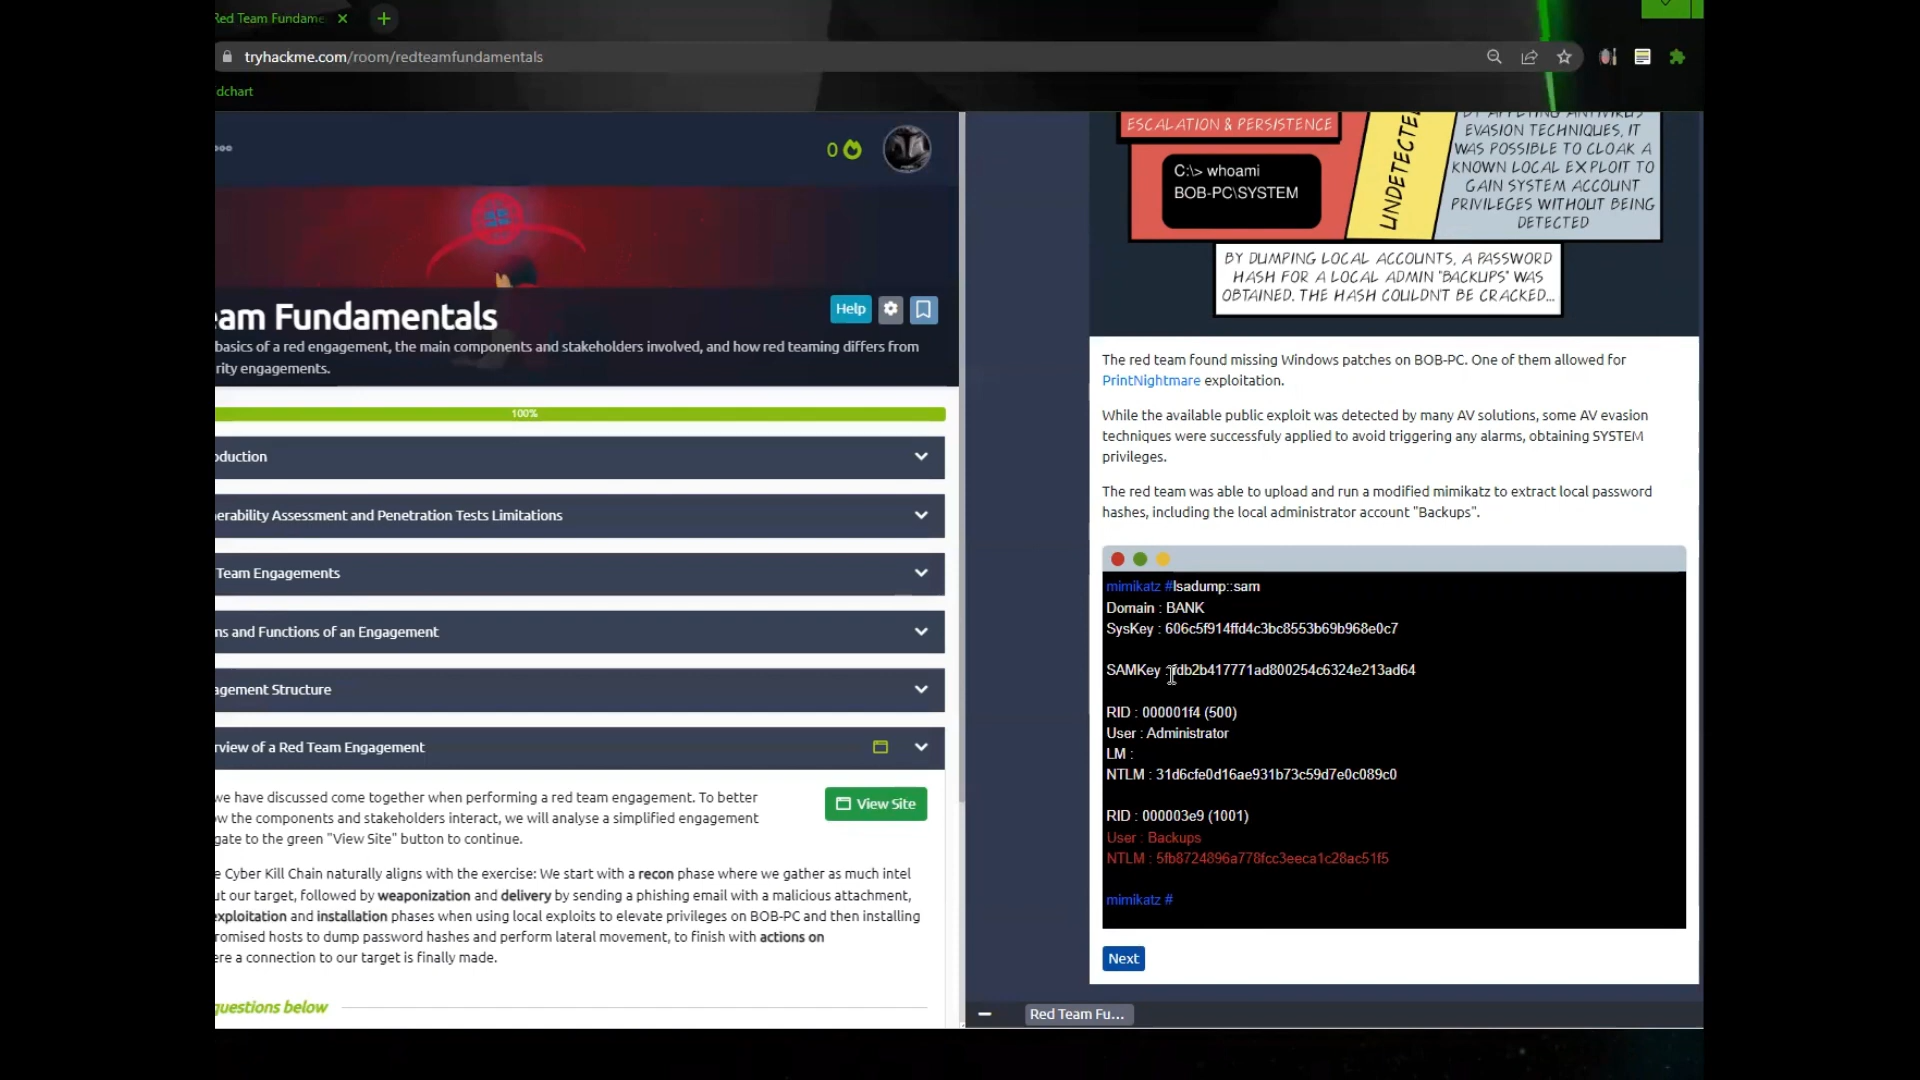 Red Team Fundame
tryhackme.com/room/redteamfundamentals
dchart
0
eam Fundamentals
Help
basics of a red engagement, the main components and stakeholders involved, and how red teaming differs from
rity engagements.
100%
oduction
nerability Assessment and Penetration Tests Limitations
Team Engagements
ns and Functions of an Engagement
agement Structure
rview of a Red Team Engagement
we have discussed come together when performing a red team engagement. To better
ow the components and stakeholders interact, we will analyse a simplified engagement
gate to the green "View Site" button to continue.
View Site
e Cyber Kill Chain naturally aligns with the exercise: We start with a recon phase where we gather as much intel
ut our target, followed by weaponization and delivery by sending a phishing email with a malicious attachment,
exploitation and installation phases when using local exploits to elevate privileges on BOB-PC and then installing
romised hosts to dump password hashes and perform lateral movement, to finish with actions on
ere a connection to our target is finally made.
questions below
ESCALATION & PERSISTENCE
C:\> whoami
BOB-PC\SYSTEM
UNDETECTED
BY APPLYING ANTIVIRUS
EVASION TECHNIQUES, IT
WAS POSSIBLE TO CLOAK A
KNOWN LOCAL EXPLOIT TO
GAIN SYSTEM ACCOUNT
PRIVILEGES WITHOUT BEING
DETECTED
BY DUMPING LOCAL ACCOUNTS, A PASSWORD
HASH FOR A LOCAL ADMIN "BACKUPS" WAS
OBTAINED. THE HASH COULDN'T BE CRACKED...
The red team found missing Windows patches on BOB-PC. One of them allowed for
PrintNightmare exploitation.
While the available public exploit was detected by many AV solutions, some AV evasion
techniques were successfuly applied to avoid triggering any alarms, obtaining SYSTEM
privileges.
The red team was able to upload and run a modified mimikatz to extract local password
hashes, including the local administrator account "Backups".
mimikatz #lsadump::sam
Domain : BANK
SysKey : 606c5f914ffd4c3bc8553b69b968e0c7
SAMKey : fdb2b417771ad800254c6324e213ad64
RID : 000001f4 (500)
User : Administrator
LM :
NTLM : 31d6cfe0d16ae931b73c59d7e0c089c0
RID : 000003e9 (1001)
User : Backups
NTLM : 5fb8724896a778fcc3eeca1c28ac51f5
mimikatz #
Next
Red Team Fu...